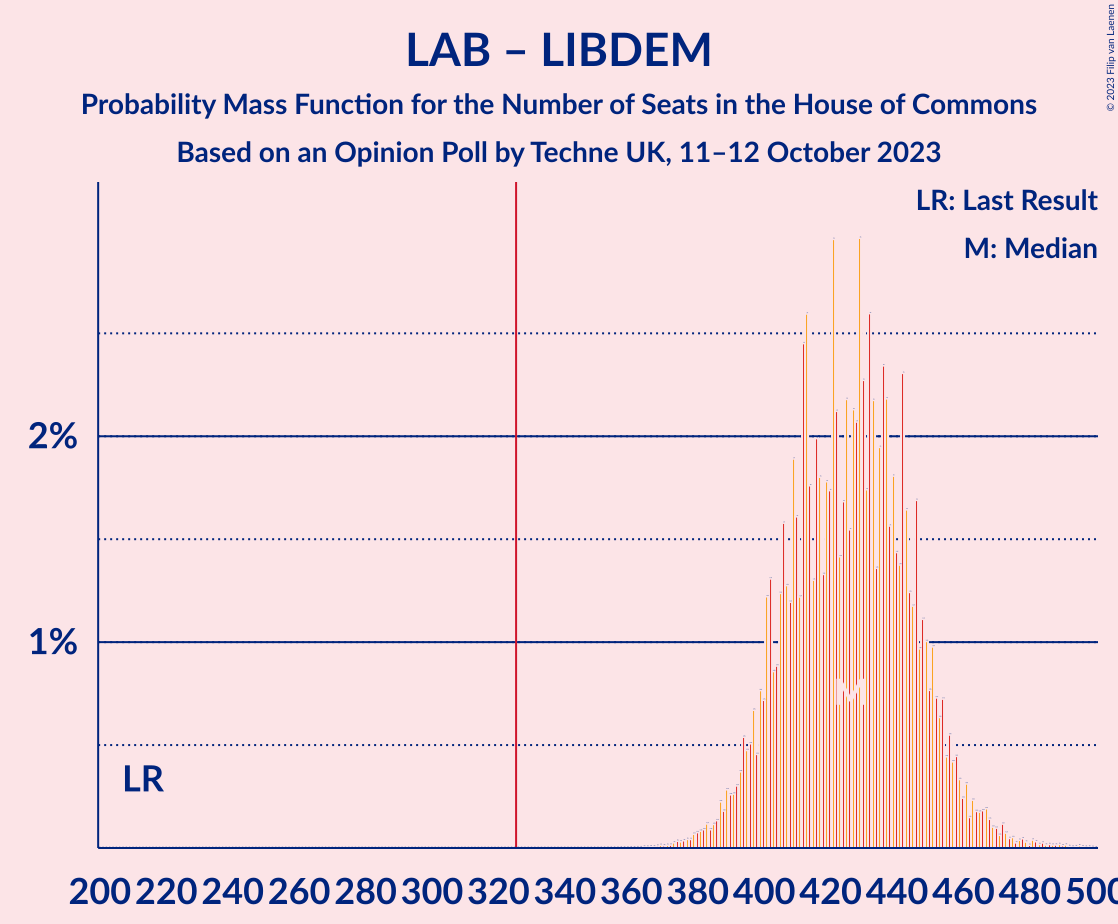 LAB – LIBDEM
Probability Mass Function for the Number of Seats in the House of Commons
Based on an Opinion Poll by Techne UK, 11–12 October 2023
© 2023 Filip van Laenen
LR: Last Result
M: Median
2%
1%
LR
M
200 220 240 260 280 300 320 340 360 380 400 420 440 460 480 500